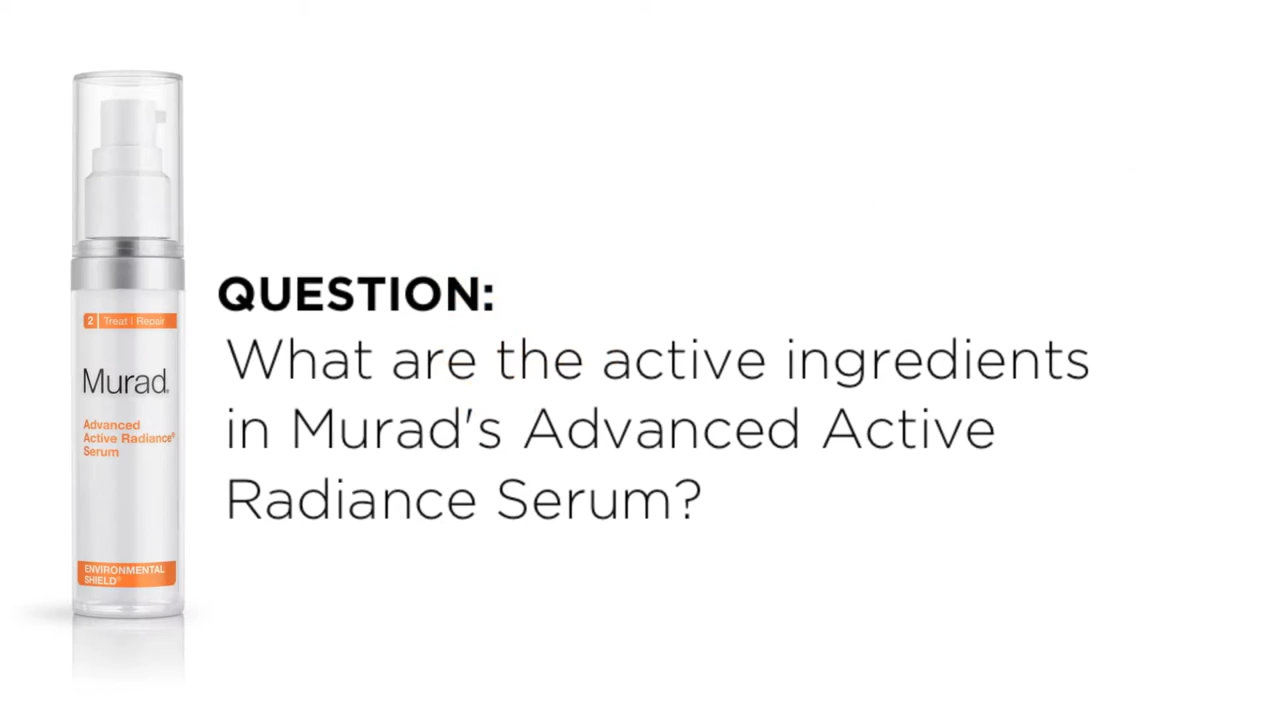 QUESTION:
What are the active ingredients
in Murad's Advanced Active
Radiance Serum?
2 Treat | Repair
Murad®
Advanced
Active Radiance®
Serum
ENVIRONMENTAL
SHIELD®